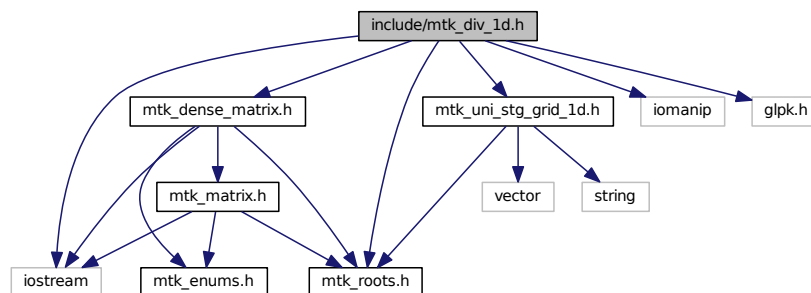 include/mtk_div_1d.h
mtk_dense_matrix.h
mtk_uni_stg_grid_1d.h
iomanip
glpk.h
mtk_matrix.h
vector
string
iostream
mtk_enums.h
mtk_roots.h